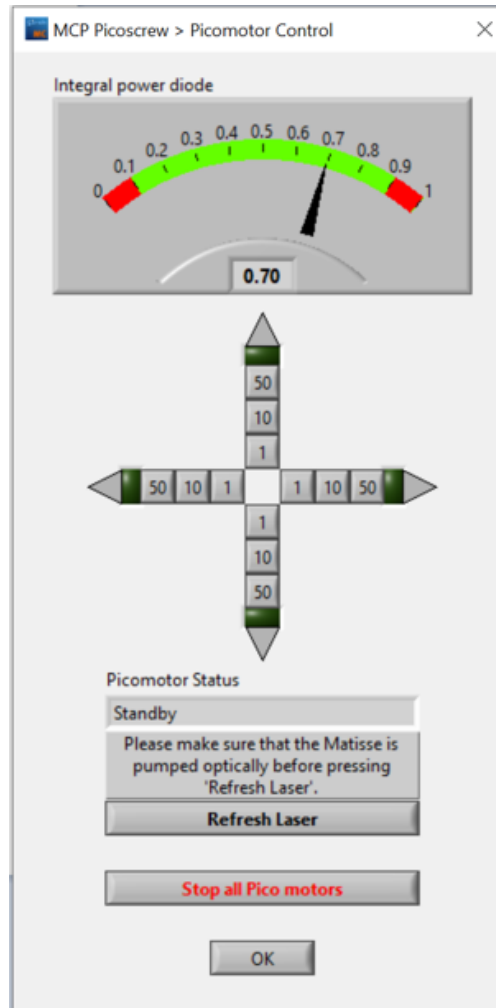 MCP Picoscrew > Picomotor Control
Integral power diode
0 0.1 0.2 0.3 0.4 0.5 0.6 0.7 0.8 0.9 1
0.70
50
10
1
50 10 1 1 10 50
1
10
50
Picomotor Status
Standby
Please make sure that the Matisse is
pumped optically before pressing
'Refresh Laser'.
Refresh Laser
Stop all Pico motors
OK